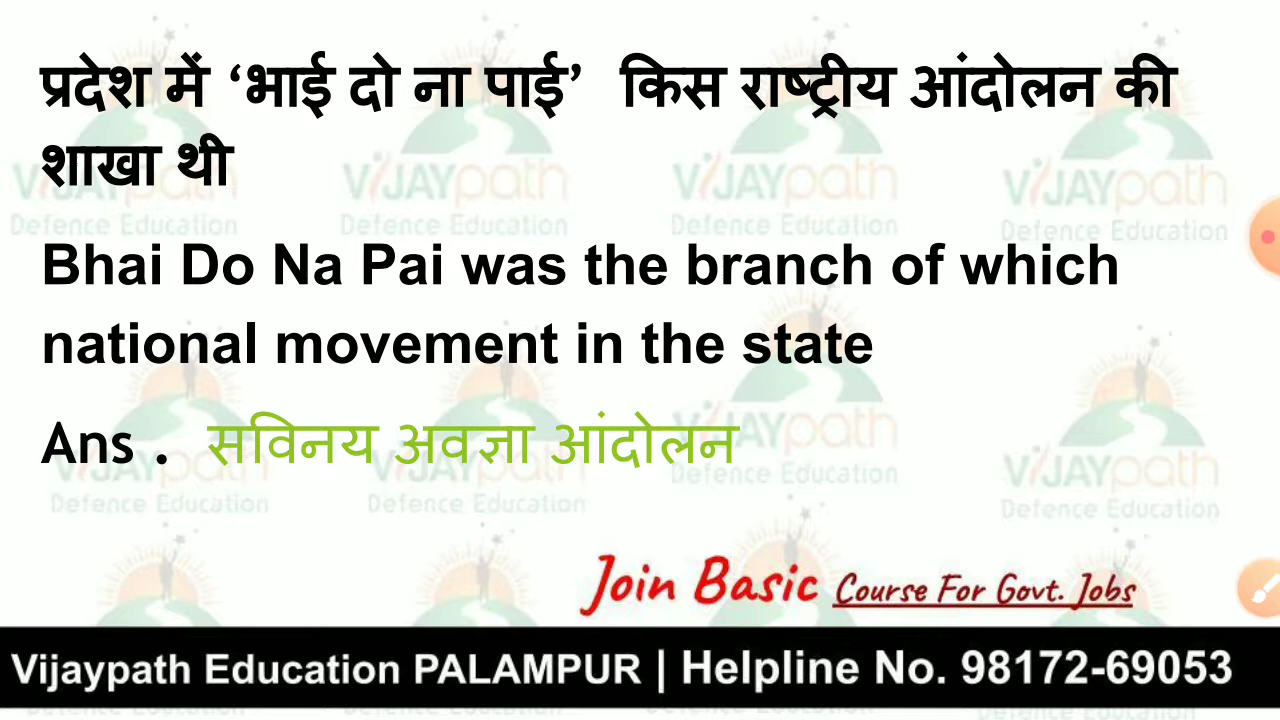 प्रदेश में ‘भाई दो ना पाई’ किस राष्ट्रीय आंदोलन की
शाखा थी
Bhai Do Na Pai was the branch of which
national movement in the state
Ans . सविनय अवज्ञा आंदोलन
Join Basic Course For Govt. Jobs
Vijaypath Education PALAMPUR | Helpline No. 98172-69053